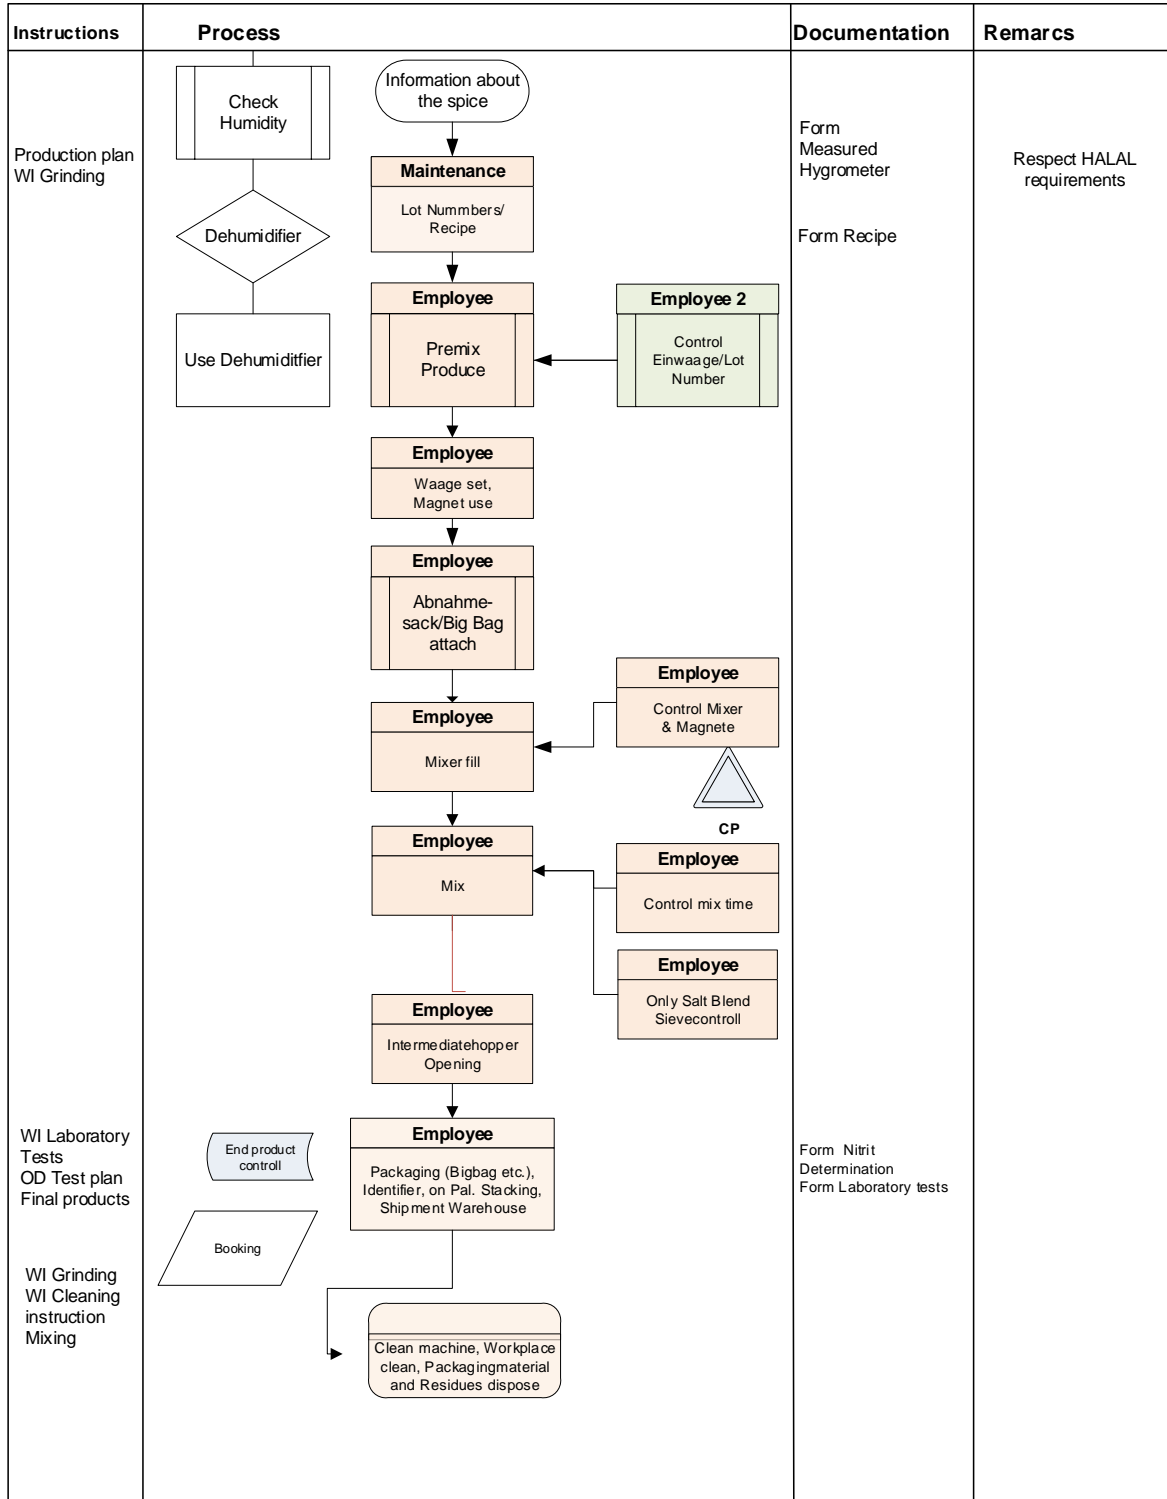 Instructions
Process
Documentation
Remarcs
Check
Humidity
Information about
the spice
Form
Measured
Hygrometer
Production plan
WI Grinding
Respect HALAL
requirements
Maintenance
Lot Nummbers/
Recipe
Dehumidifier
Form Recipe
Employee
Premix
Produce
Employee 2
Control
Einwaage/Lot
Number
Use Dehumiditfier
Employee
Waage set,
Magnet use
Employee
Abnahme-
sack/Big Bag
attach
Employee
Control Mixer
& Magnete
Employee
Mixer fill
CP
Employee
Mix
Employee
Control mix time
Employee
Only Salt Blend
Sievecontroll
Employee
Intermediatehopper
Opening
WI Laboratory
Tests
OD Test plan
Final products
End product
controll
Employee
Packaging (Bigbag etc.),
Identifier, on Pal. Stacking,
Shipment Warehouse
Form Nitrit
Determination
Form Laboratory tests
Booking
WI Grinding
WI Cleaning
instruction
Mixing
Clean machine, Workplace
clean, Packagingmaterial
and Residues dispose